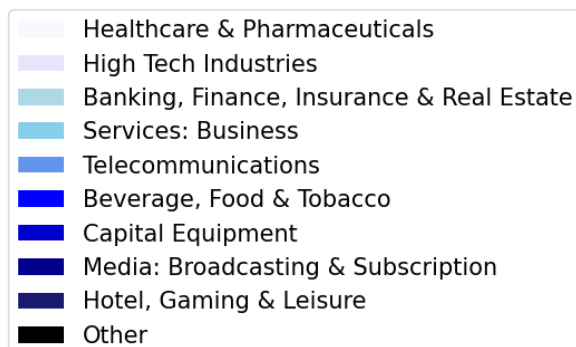 Healthcare & Pharmaceuticals
High Tech Industries
Banking, Finance, Insurance & Real Estate
Services: Business
Telecommunications
Beverage, Food & Tobacco
Capital Equipment
Media: Broadcasting & Subscription
Hotel, Gaming & Leisure
Other